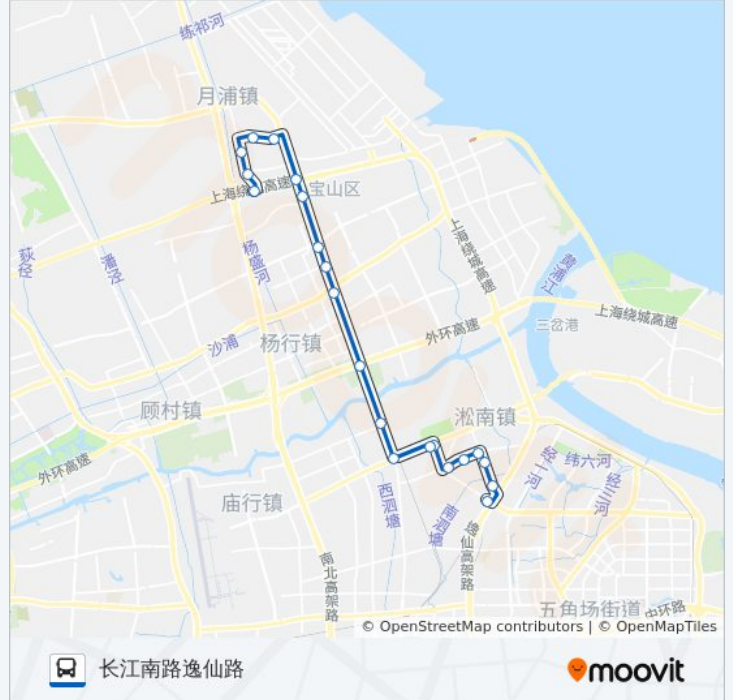 练祁河
月浦镇
上海绕
高速
宝山区
荻泾
潘泾
杨盛河
上海绕城高速
黄浦江
上海绕城高速
三岔港
外环高速
沙浦
杨行镇
顾村镇
淞南镇
外环高速
庙行镇
西泗塘
南泗塘
经十河
纬六河
经三河
逸仙高架路
南北高架路
五角场街道
中环路
© OpenStreetMap contributors | © OpenMapTiles
长江南路逸仙路
moovit